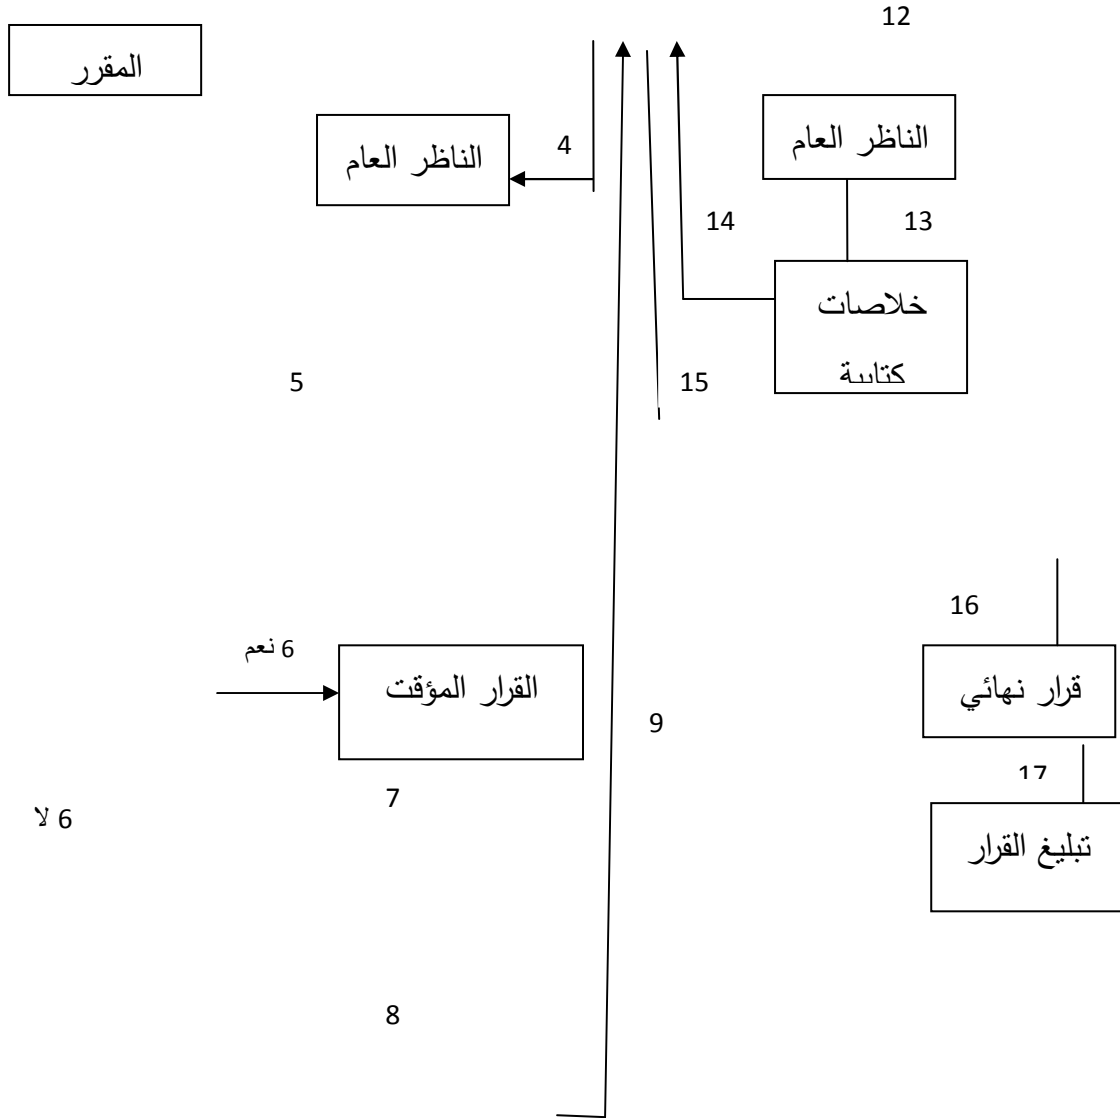 12
المقرر
الناظر العام
4
الناظر العام
14
13
خلاصات
كتابية
5
15
16
6 نعم
القرار المؤقت
قرار نهائي
9
17
7
6 لا
تبليغ القرار
8